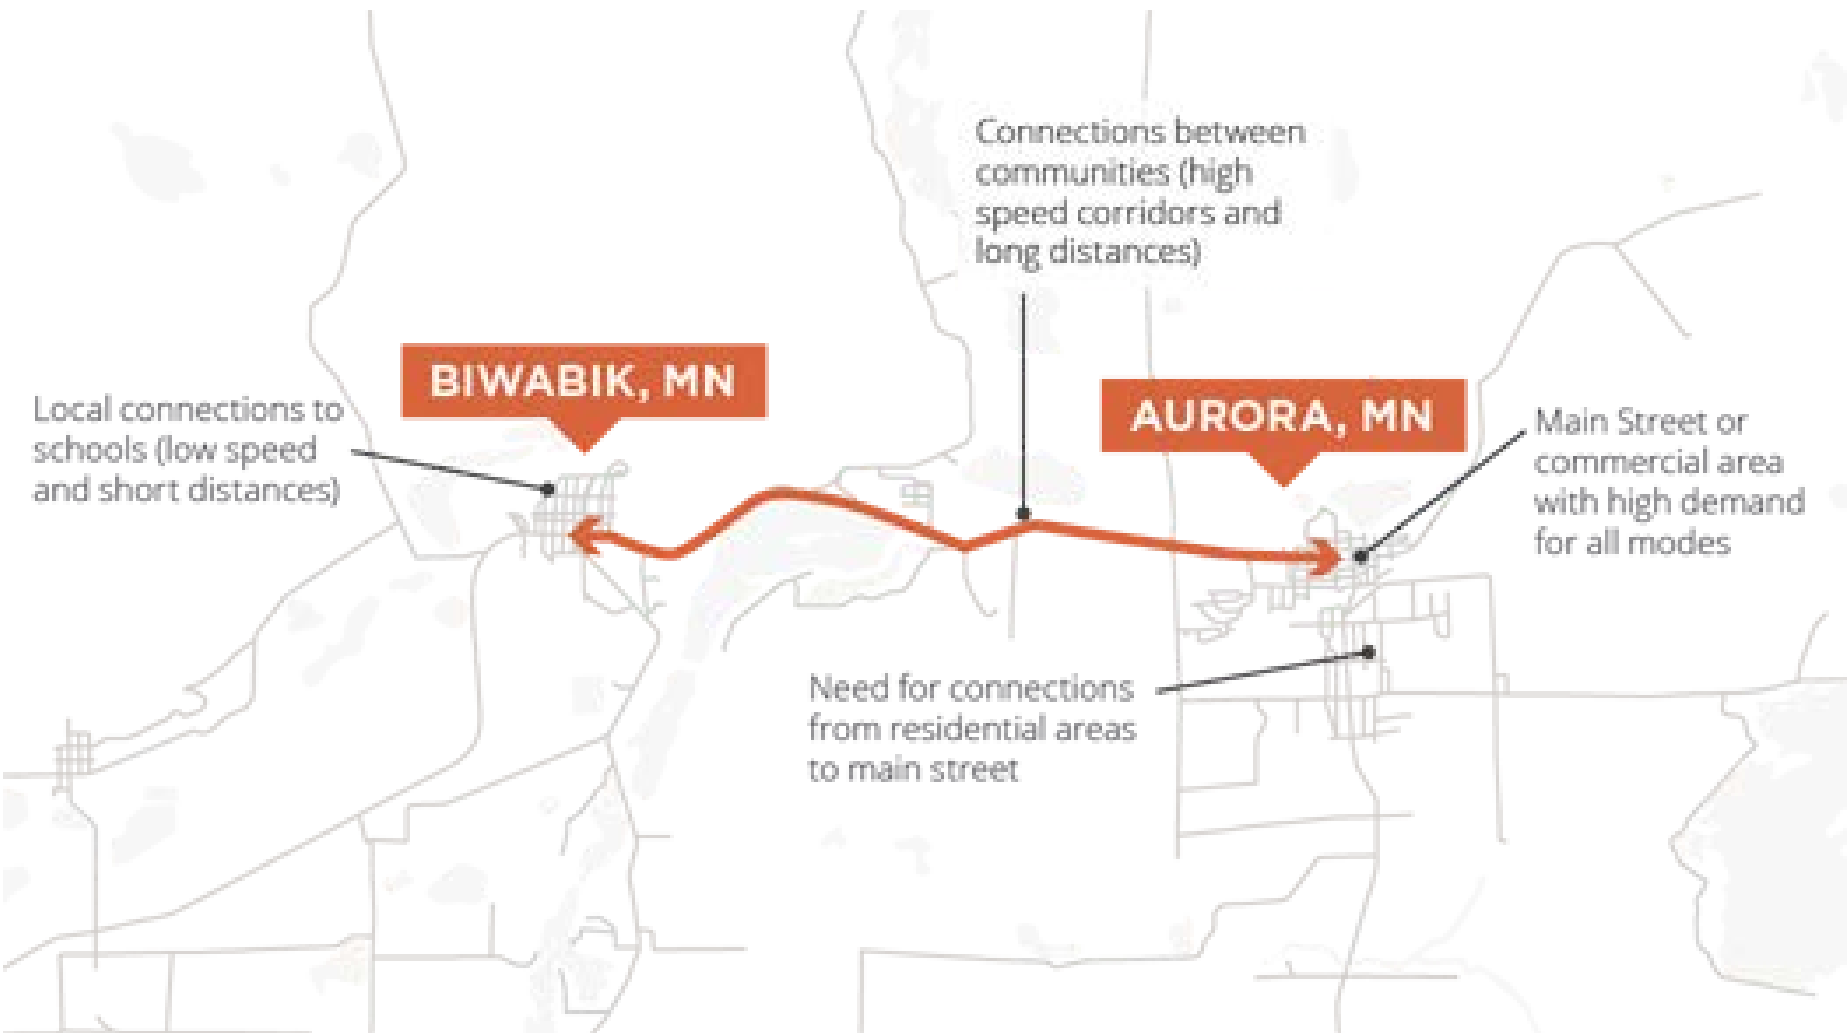 Connections between
communities (high
speed corridors and
long distances)
BIWABIK, MN
AURORA, MN
Local connections to
schools (low speed
and short distances)
Main Street or
commercial area
with high demand
for all modes
Need for connections
from residential areas
to main street